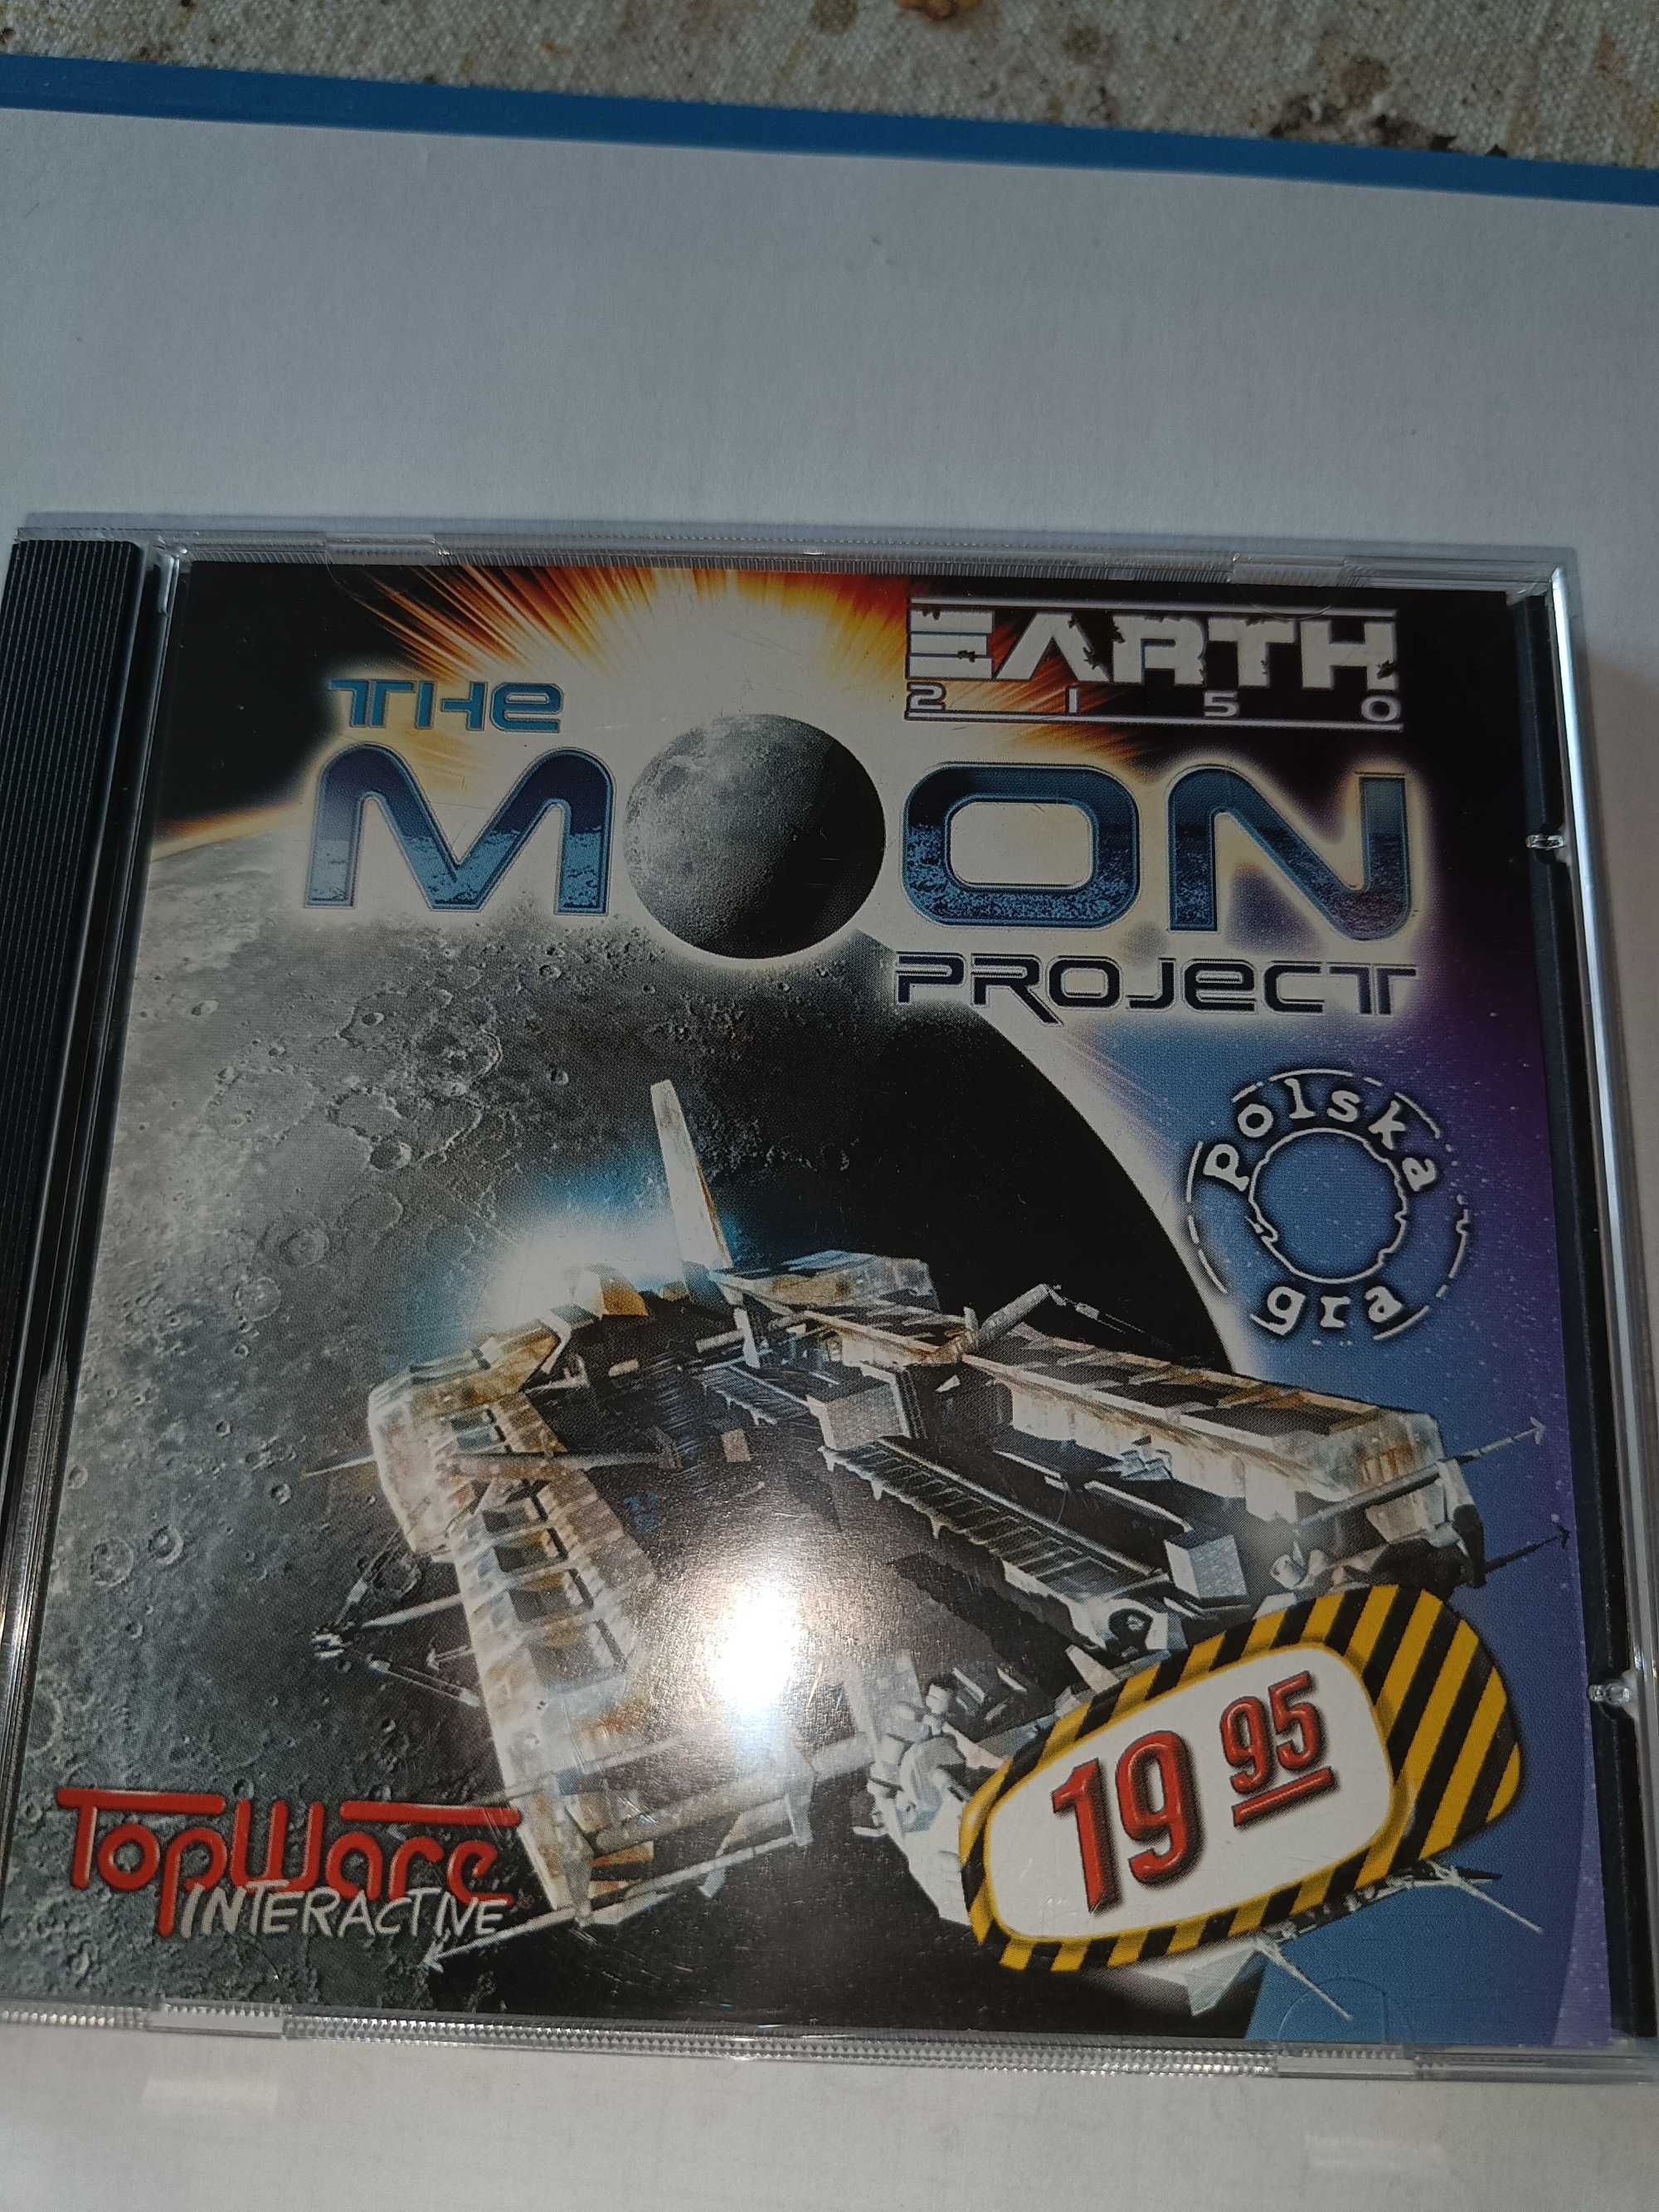 EARTH
2150
THE
MOON
PROJECT
polska
gra
19 95
TopWare
INTERACTIVE